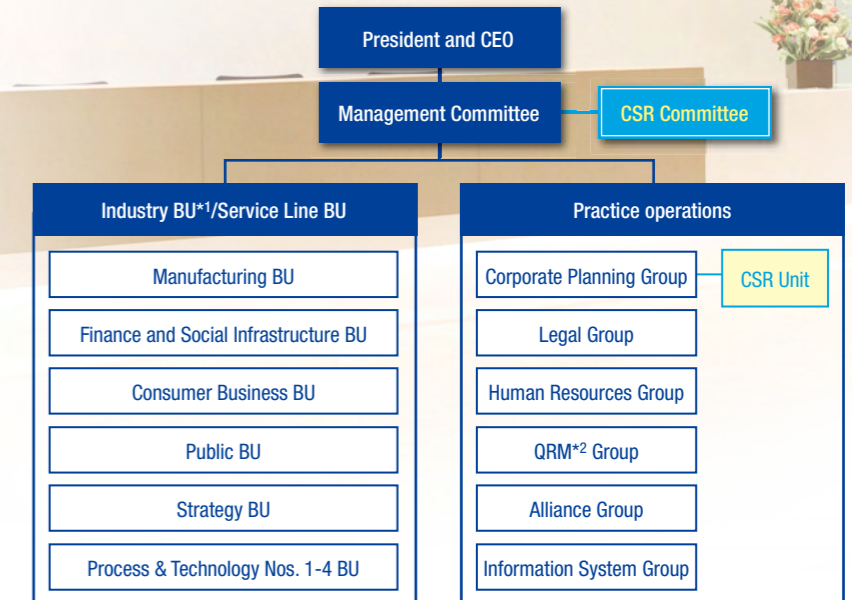 President and CEO
Management Committee
CSR Committee
Industry BU*1/Service Line BU
Manufacturing BU
Finance and Social Infrastructure BU
Consumer Business BU
Public BU
Strategy BU
Process & Technology Nos. 1-4 BU
Practice operations
Corporate Planning Group
CSR Unit
Legal Group
Human Resources Group
QRM*2 Group
Alliance Group
Information System Group